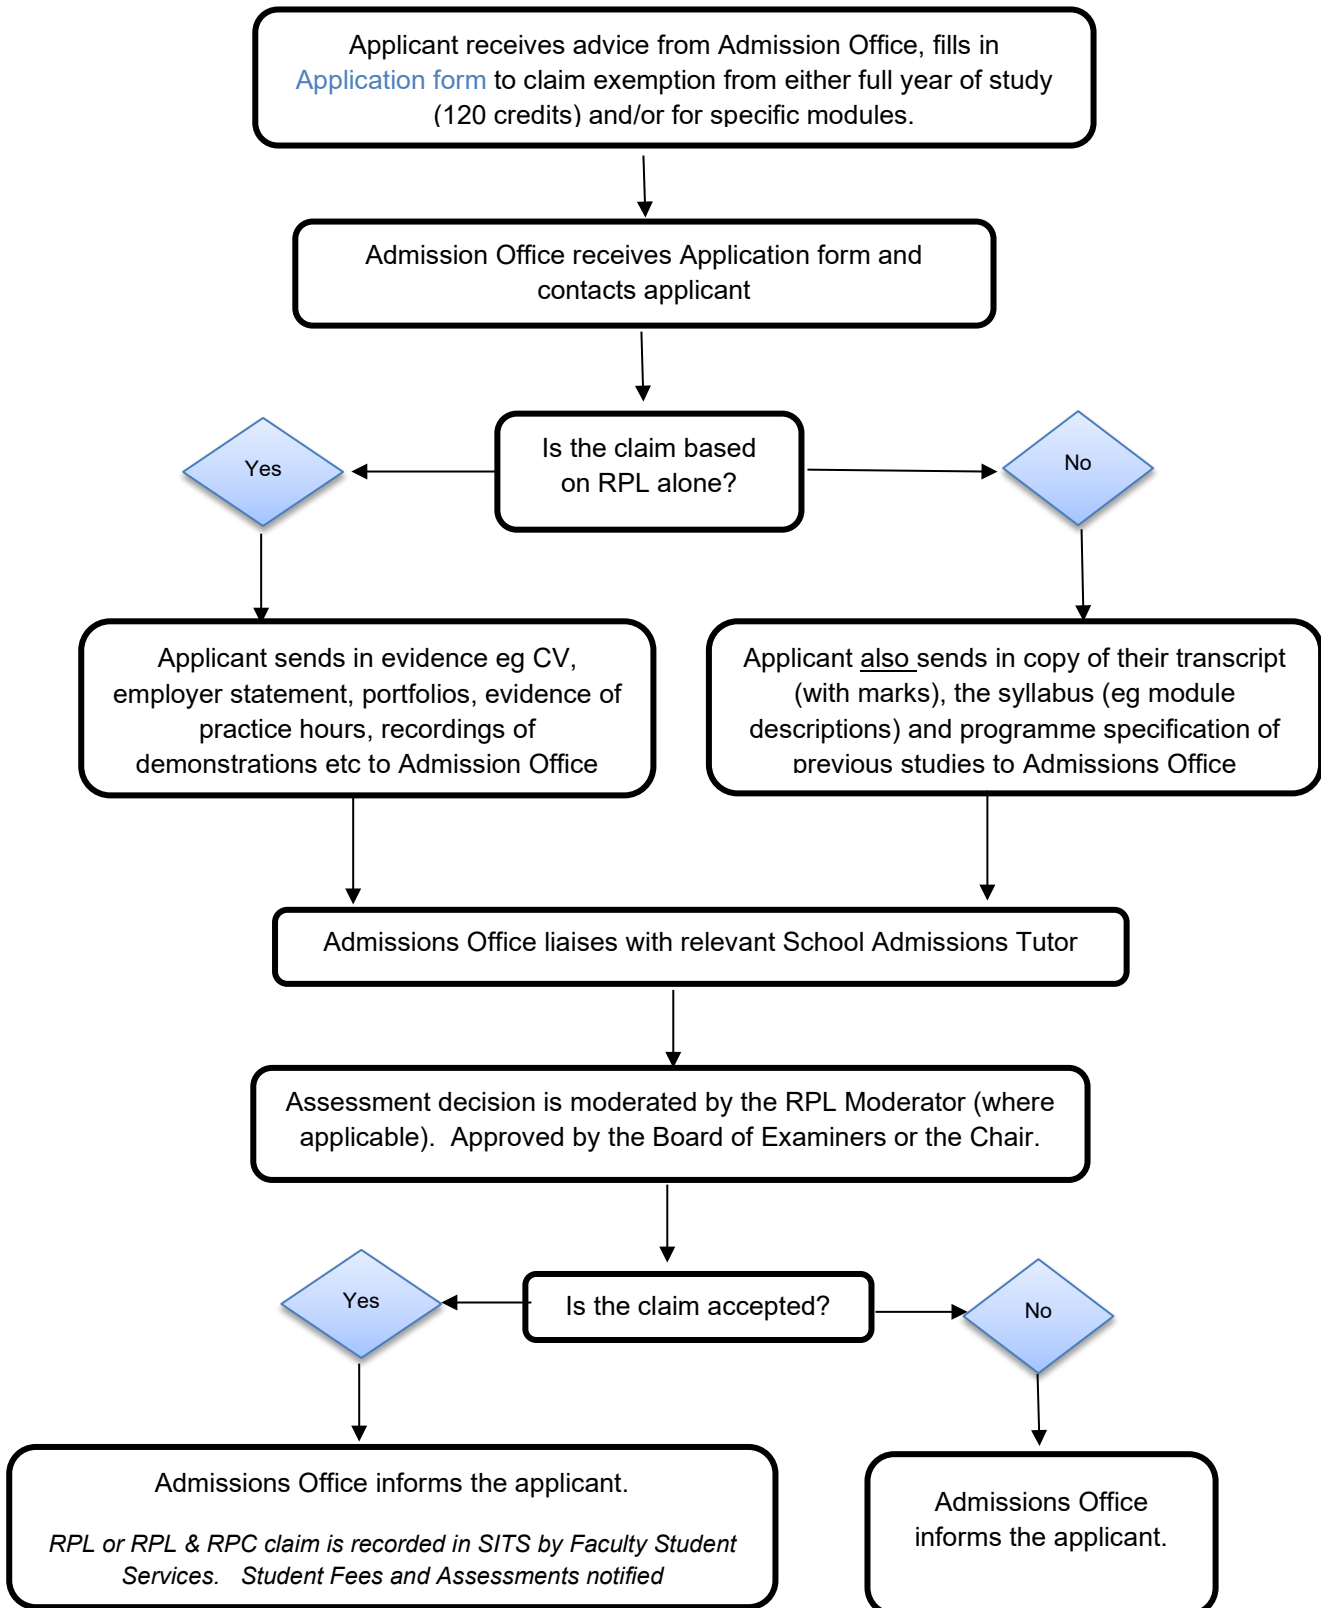 Applicant receives advice from Admission Office, fills in
Application form to claim exemption from either full year of study
(120 credits) and/or for specific modules.
Admission Office receives Application form and
contacts applicant
Is the claim based
on RPL alone?
Yes
No
Applicant sends in evidence eg CV,
employer statement, portfolios, evidence of
practice hours, recordings of
demonstrations etc to Admission Office
Applicant also sends in copy of their transcript
(with marks), the syllabus (eg module
descriptions) and programme specification of
previous studies to Admissions Office
Admissions Office liaises with relevant School Admissions Tutor
Assessment decision is moderated by the RPL Moderator (where
applicable).  Approved by the Board of Examiners or the Chair.
Is the claim accepted?
Yes
No
Admissions Office informs the applicant.
RPL or RPL & RPC claim is recorded in SITS by Faculty Student
Services.   Student Fees and Assessments notified
Admissions Office
informs the applicant.